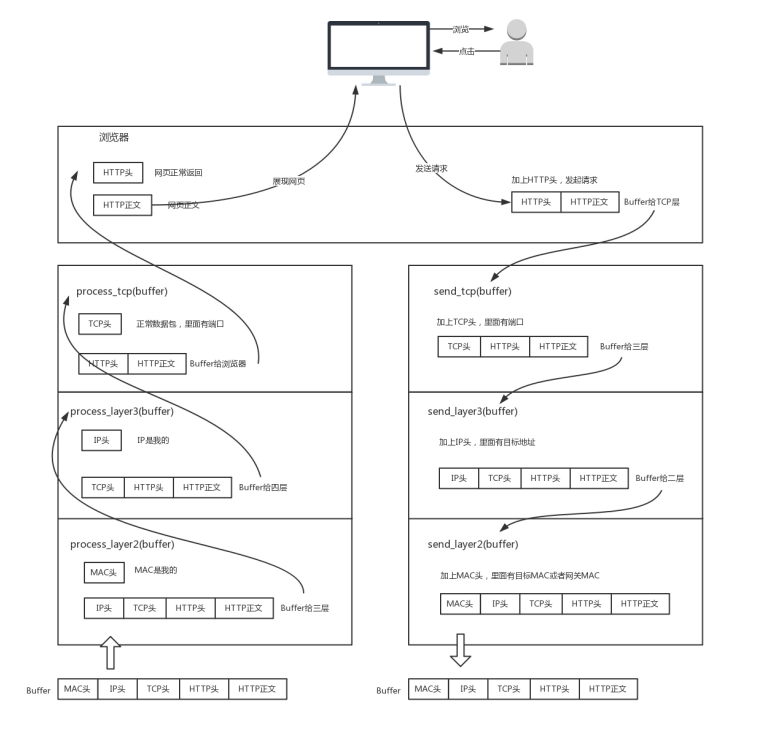 浏览
点击
浏览器
HTTP头
网页正常返回
HTTP正文
网页正文
展现网页
发送请求
加上HTTP头，发起请求
HTTP头 HTTP正文
Buffer给TCP层
process_tcp(buffer)
TCP头
正常数据包，里面有端口
HTTP头 HTTP正文
Buffer给浏览器
process_layer3(buffer)
IP头
IP是我的
TCP头 HTTP头 HTTP正文
Buffer给四层
process_layer2(buffer)
MAC头
MAC是我的
IP头 TCP头 HTTP头 HTTP正文
Buffer给三层
Buffer
MAC头 IP头 TCP头 HTTP头 HTTP正文
send_tcp(buffer)
加上TCP头，里面有端口
TCP头 HTTP头 HTTP正文
Buffer给三层
send_layer3(buffer)
加上IP头，里面有目标地址
IP头 TCP头 HTTP头 HTTP正文
Buffer给二层
send_layer2(buffer)
加上MAC头，里面有目标MAC或者网关MAC
MAC头 IP头 TCP头 HTTP头 HTTP正文
Buffer
MAC头 IP头 TCP头 HTTP头 HTTP正文